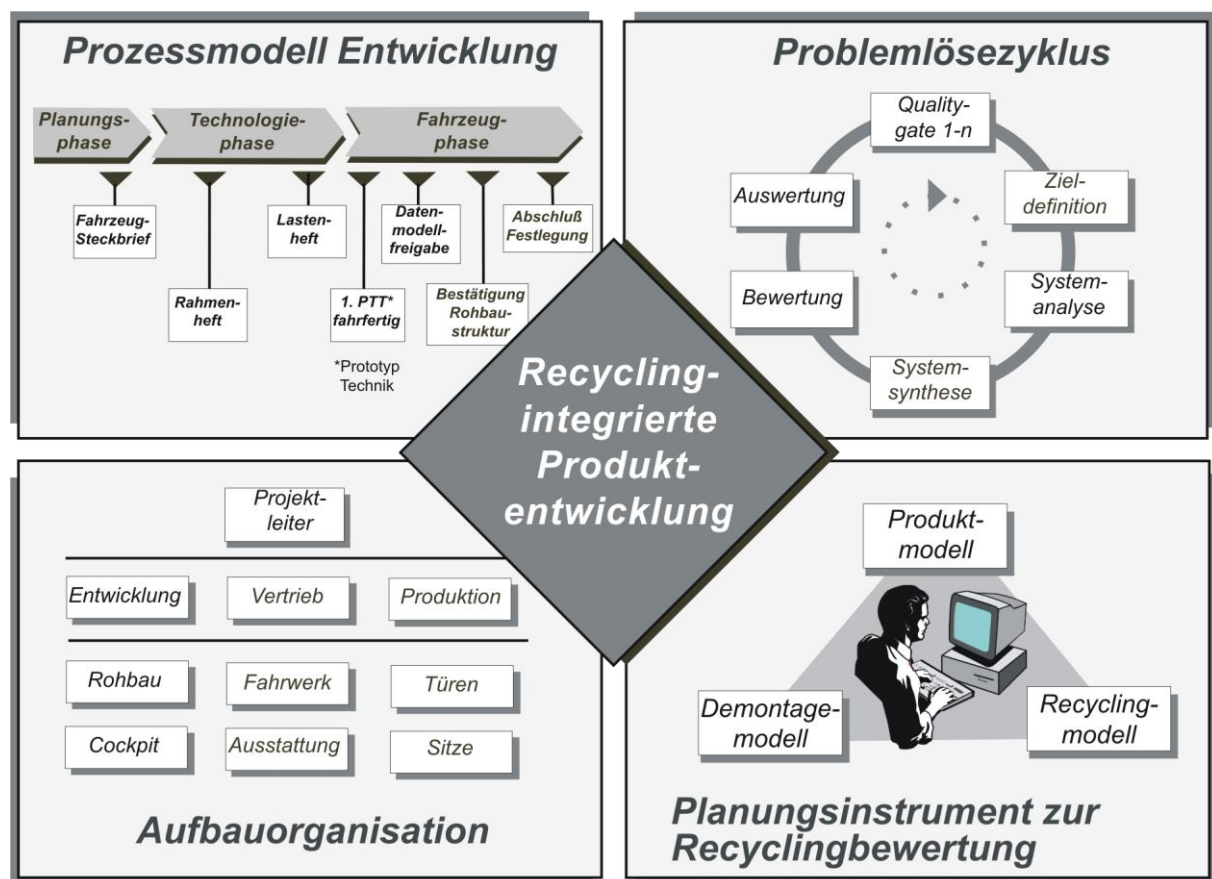 Prozessmodell Entwicklung
Planungs-
phase
Technologie-
phase
Fahrzeug-
phase
Fahrzeug-
Steckbrief
Rahmen-
heft
Lasten-
heft
1. PTT*
fahrfertig
*Prototyp
Technik
Daten-
modell-
freigabe
Bestätigung
Rohbau-
struktur
Abschluß
Festlegung
Problemlösezyklus
Quality-
gate 1-n
Ziel-
definition
System-
analyse
System-
synthese
Bewertung
Auswertung
Recycling-
integrierte
Produkt-
entwicklung
Projekt-
leiter
Entwicklung
Vertrieb
Produktion
Rohbau
Fahrwerk
Türen
Cockpit
Ausstattung
Sitze
Aufbauorganisation
Produkt-
modell
Demontage-
modell
Recycling-
modell
Planungsinstrument zur
Recyclingbewertung